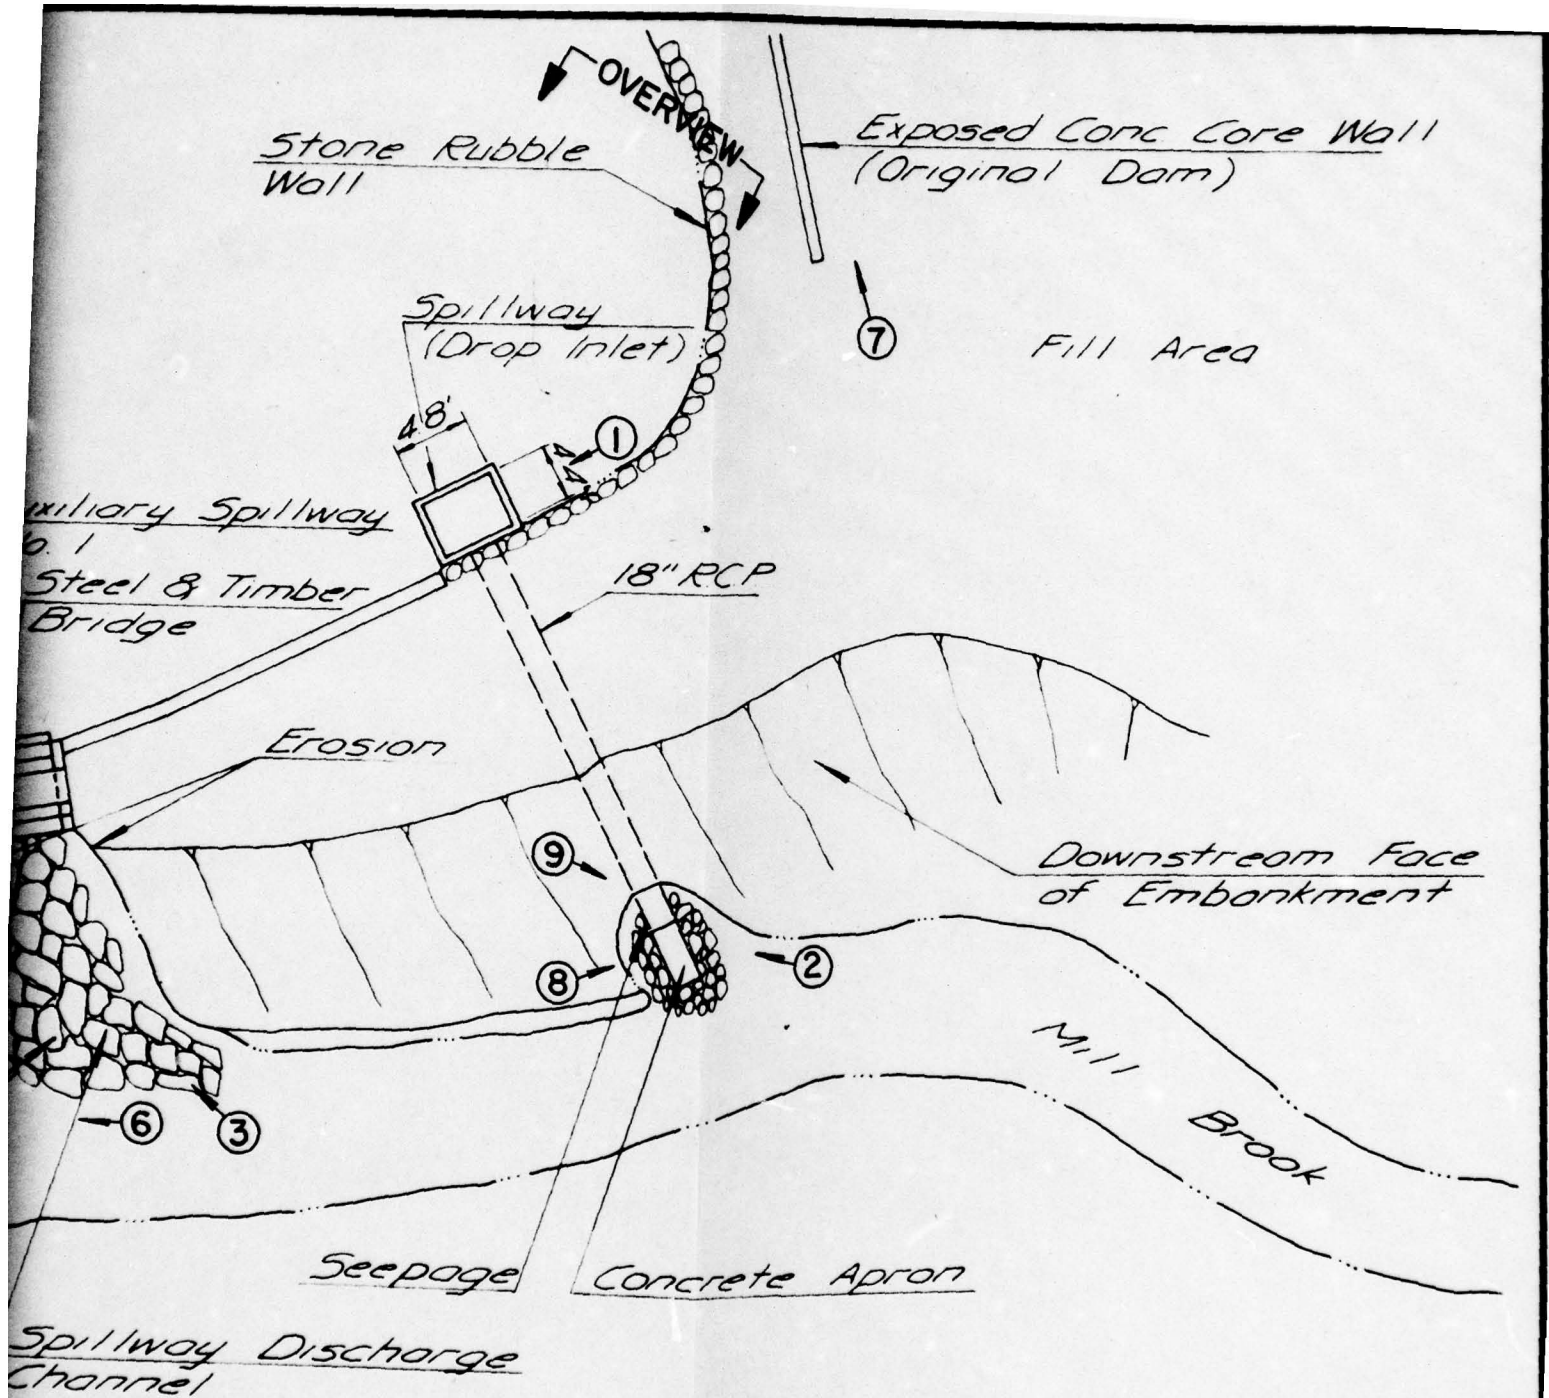 OVERVIEW
Exposed Conc Core Wall
(Original Dam)
Stone Rubble
Wall
Spillway
(Drop Inlet)
7
Fill Area
4.8'
1
Spillway
1
18" RCP
Steel & Timber
Bridge
Erosion
9
Downstream Face
of Embankment
8
2
Mill
Brook
6
3
Seepage
Concrete Apron
Spillway Discharge
Channel